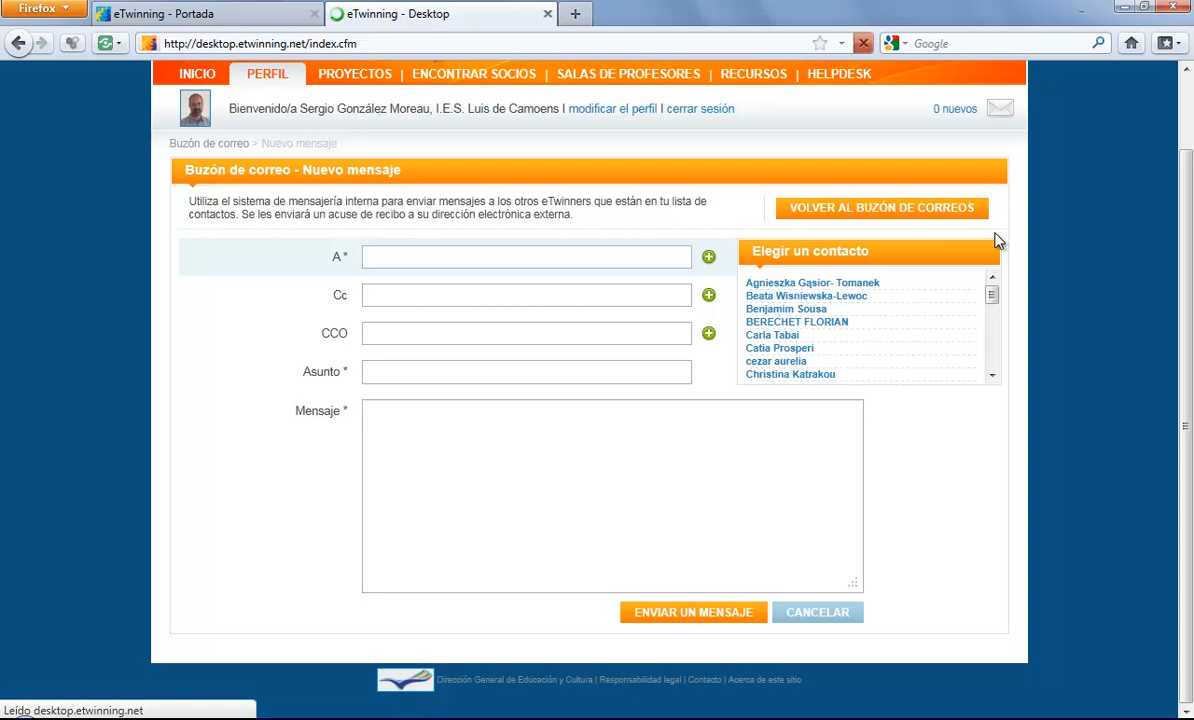 Firefox
eTwinning - Portada
eTwinning - Desktop
http://desktop.etwinning.net/index.cfm
Google
INICIO
PERFIL
PROYECTOS | ENCONTRAR SOCIOS | SALAS DE PROFESORES | RECURSOS | HELPDESK
Bienvenido/a Sergio González Moreau, I.E.S. Luis de Camoens | modificar el perfil | cerrar sesión
0 nuevos
Buzón de correo > Nuevo mensaje
Buzón de correo - Nuevo mensaje
Utiliza el sistema de mensajería interna para enviar mensajes a los otros eTwinners que están en tu lista de
contactos. Se les enviará un acuse de recibo a su dirección electrónica externa.
VOLVER AL BUZÓN DE CORREOS
A *
Cc
CCO
Asunto *
Mensaje *
Elegir un contacto
Agnieszka Gąsior- Tomanek
Beata Wisniewska-Lewoc
Benjamim Sousa
BERECHET FLORIAN
Carla Tabai
Catia Prosperi
cezar aurelia
Christina Katrakou
ENVIAR UN MENSAJE
CANCELAR
Dirección General de Educación y Cultura | Responsabilidad legal | Contacto | Acerca de este sitio
Leído desktop.etwinning.net